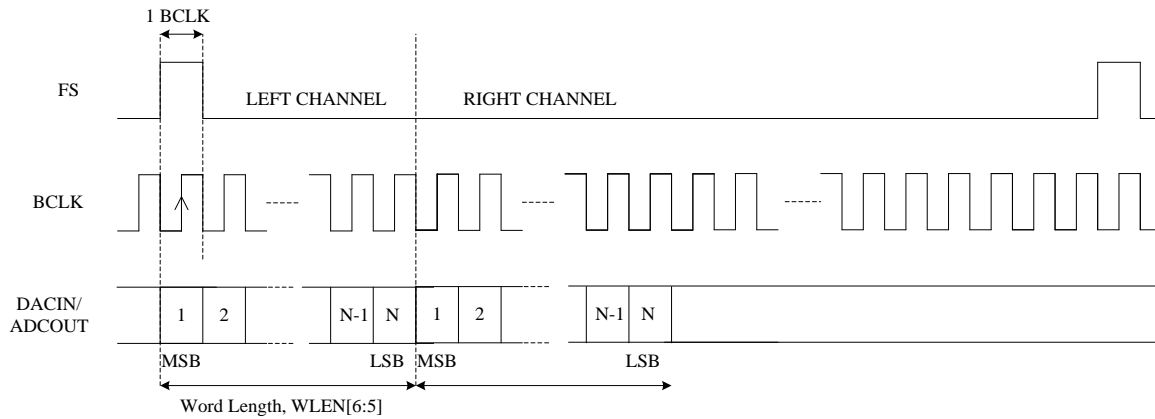 1 BCLK
FS
LEFT CHANNEL RIGHT CHANNEL
BCLK
DACIN/
ADCOUT
1 2 N-1 N 1 2 N-1 N
MSB LSB MSB LSB
Word Length, WLEN[6:5]